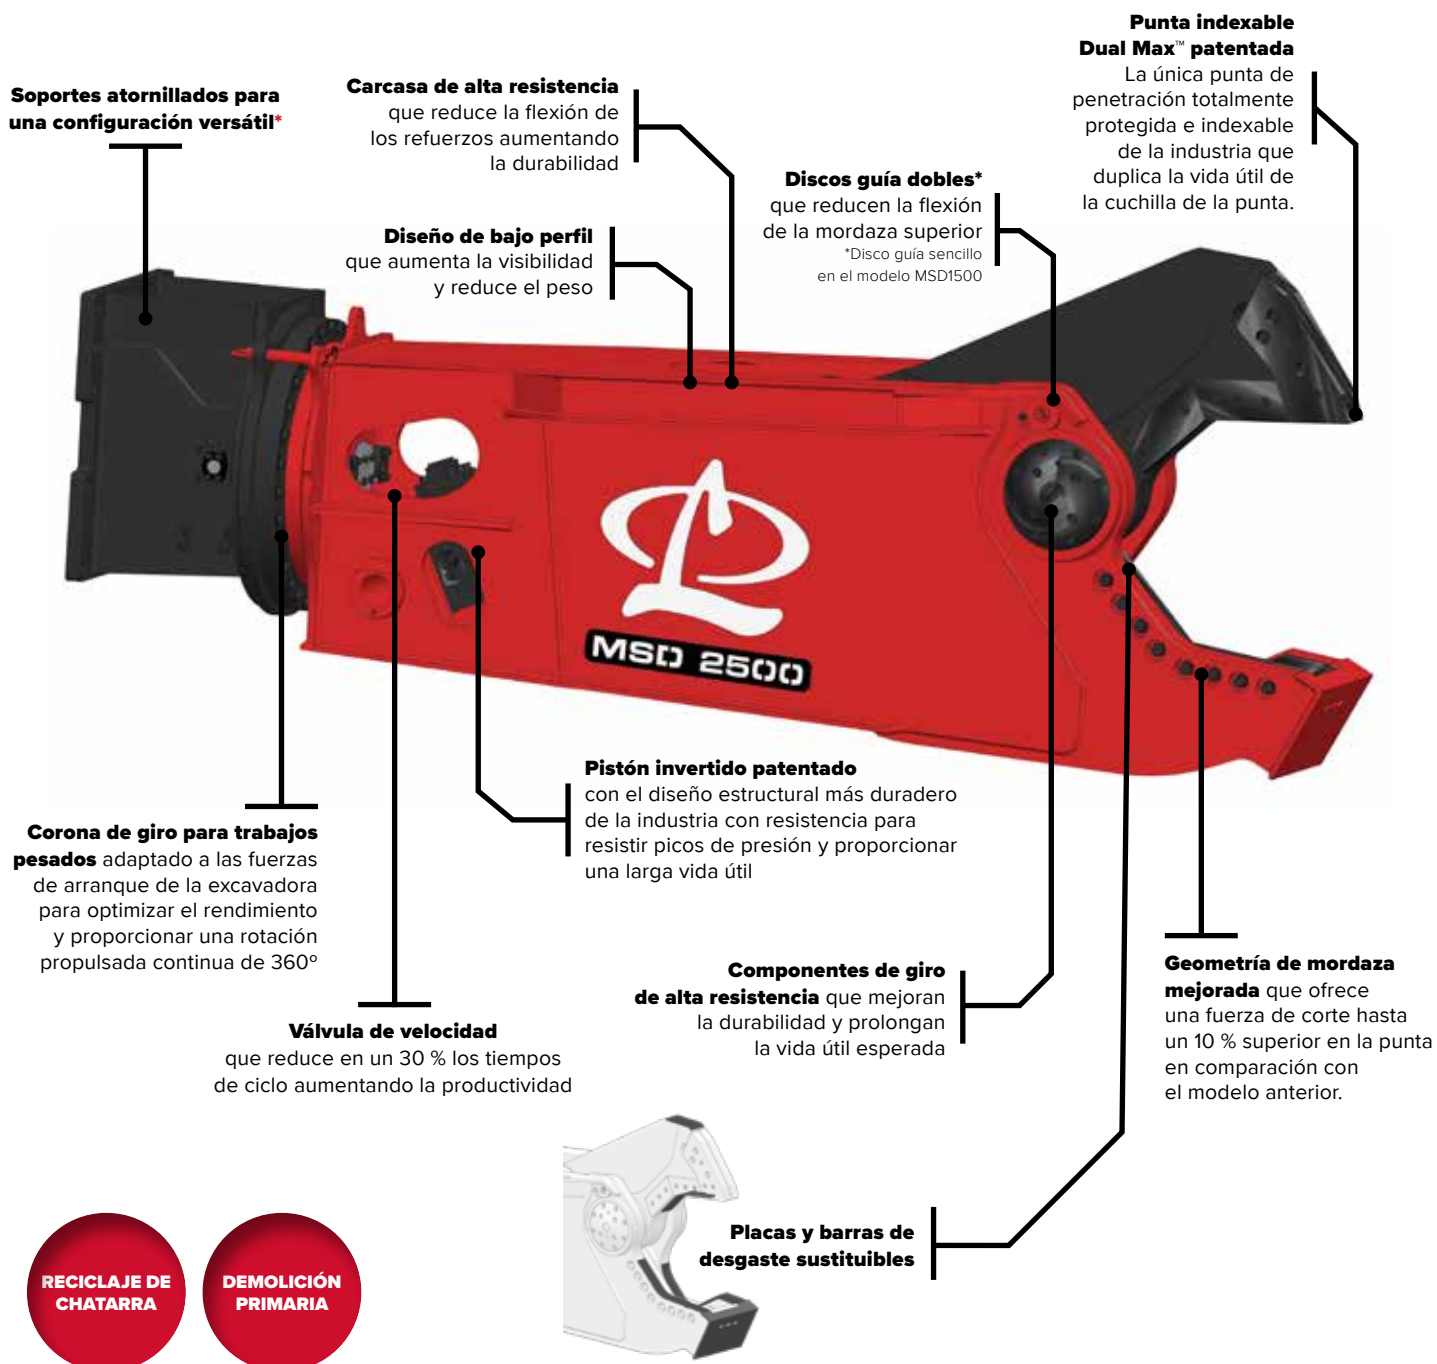 Punta indexable
Dual Max™ patentada
La única punta de
penetración totalmente
protegida e indexable
de la industria que
duplica la vida útil de
la cuchilla de la punta.
Soportes atornillados para
una configuración versátil*
Carcasa de alta resistencia
que reduce la flexión de
los refuerzos aumentando
la durabilidad
Discos guía dobles*
que reducen la flexión
de la mordaza superior
*Disco guía sencillo
en el modelo MSD1500
Diseño de bajo perfil
que aumenta la visibilidad
y reduce el peso
MSD 2500
Pistón invertido patentado
con el diseño estructural más duradero
de la industria con resistencia para
resistir picos de presión y proporcionar
una larga vida útil
Corona de giro para trabajos
pesados adaptado a las fuerzas
de arranque de la excavadora
para optimizar el rendimiento
y proporcionar una rotación
propulsada continua de 360º
Válvula de velocidad
que reduce en un 30 % los tiempos
de ciclo aumentando la productividad
Componentes de giro
de alta resistencia que mejoran
la durabilidad y prolongan
la vida útil esperada
Geometría de mordaza
mejorada que ofrece
una fuerza de corte hasta
un 10 % superior en la punta
en comparación con
el modelo anterior.
Placas y barras de
desgaste sustituibles
RECICLAJE DE
CHATARRA
DEMOLICIÓN
PRIMARIA